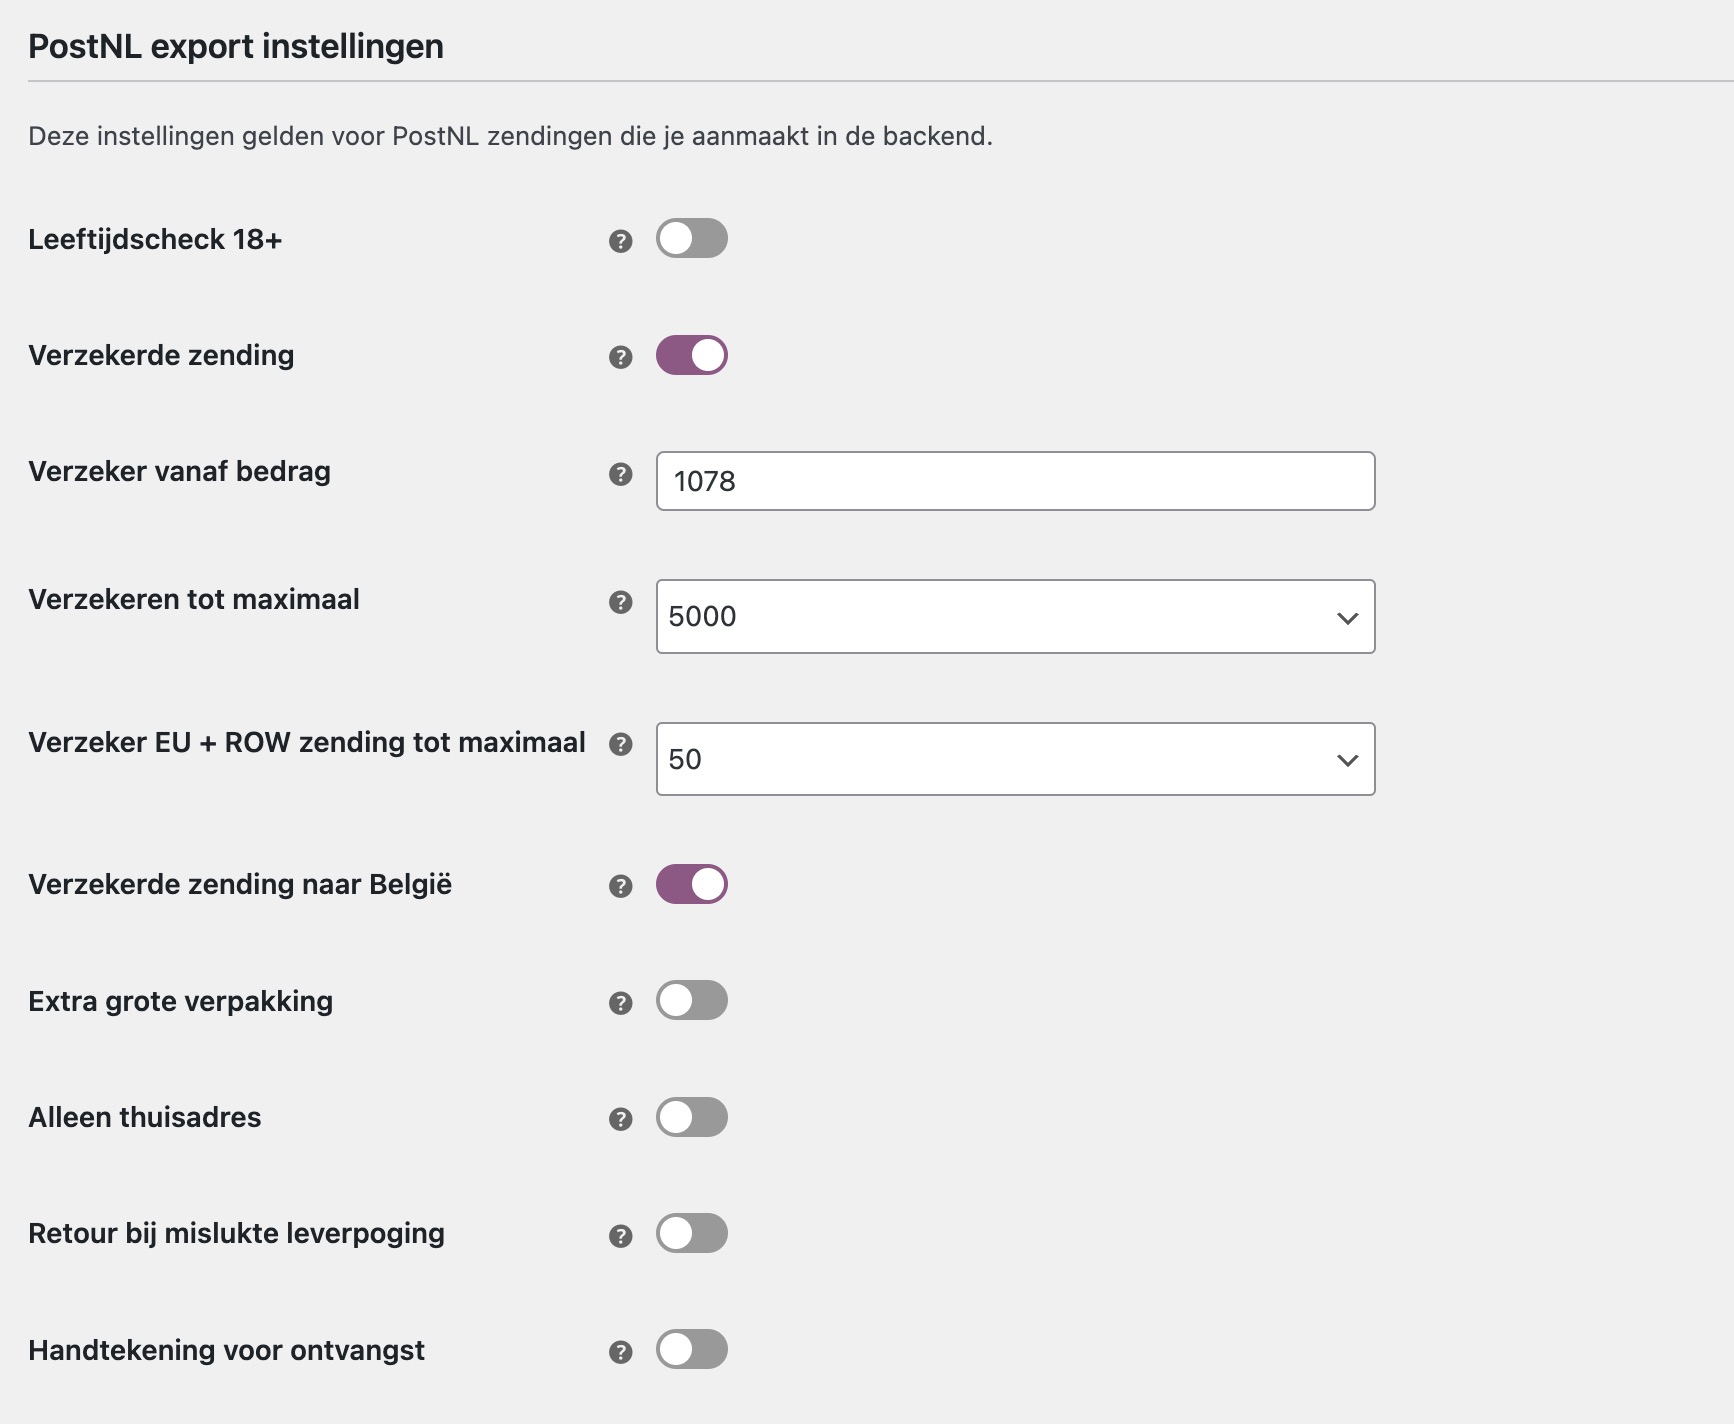 PostNL export instellingen
Deze instellingen gelden voor PostNL zendingen die je aanmaakt in de backend.
Leeftijdscheck 18+ ?
Verzekerde zending ?
Verzeker vanaf bedrag ? 1078
Verzekeren tot maximaal ? 5000
Verzeker EU + ROW zending tot maximaal ? 50
Verzekerde zending naar België ?
Extra grote verpakking ?
Alleen thuisadres ?
Retour bij mislukte leverpoging ?
Handtekening voor ontvangst ?